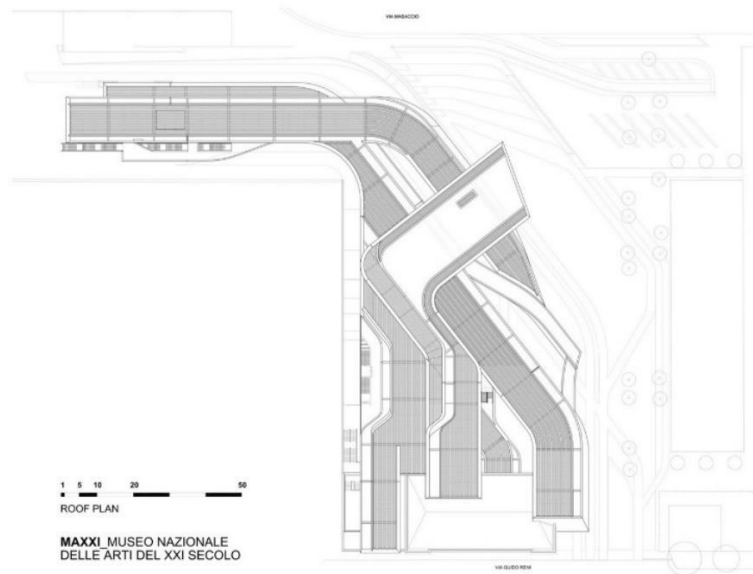 VIA MASACCIO
1 5 10 20 50
ROOF PLAN
MAXXI_MUSEO NAZIONALE
DELLE ARTI DEL XXI SECOLO
VIA GUIDO RENI